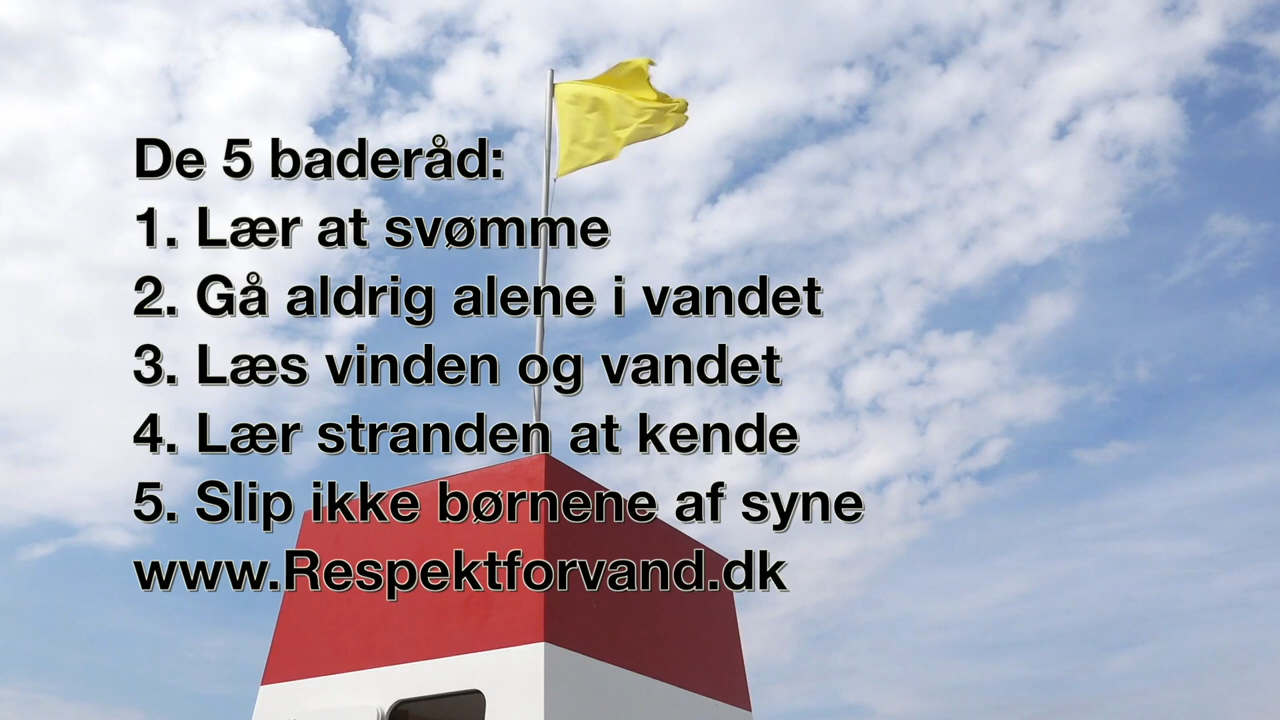 De 5 baderåd:
1. Lær at svømme
2. Gå aldrig alene i vandet
3. Læs vinden og vandet
4. Lær stranden at kende
5. Slip ikke børnene af syne
www.Respektforvand.dk